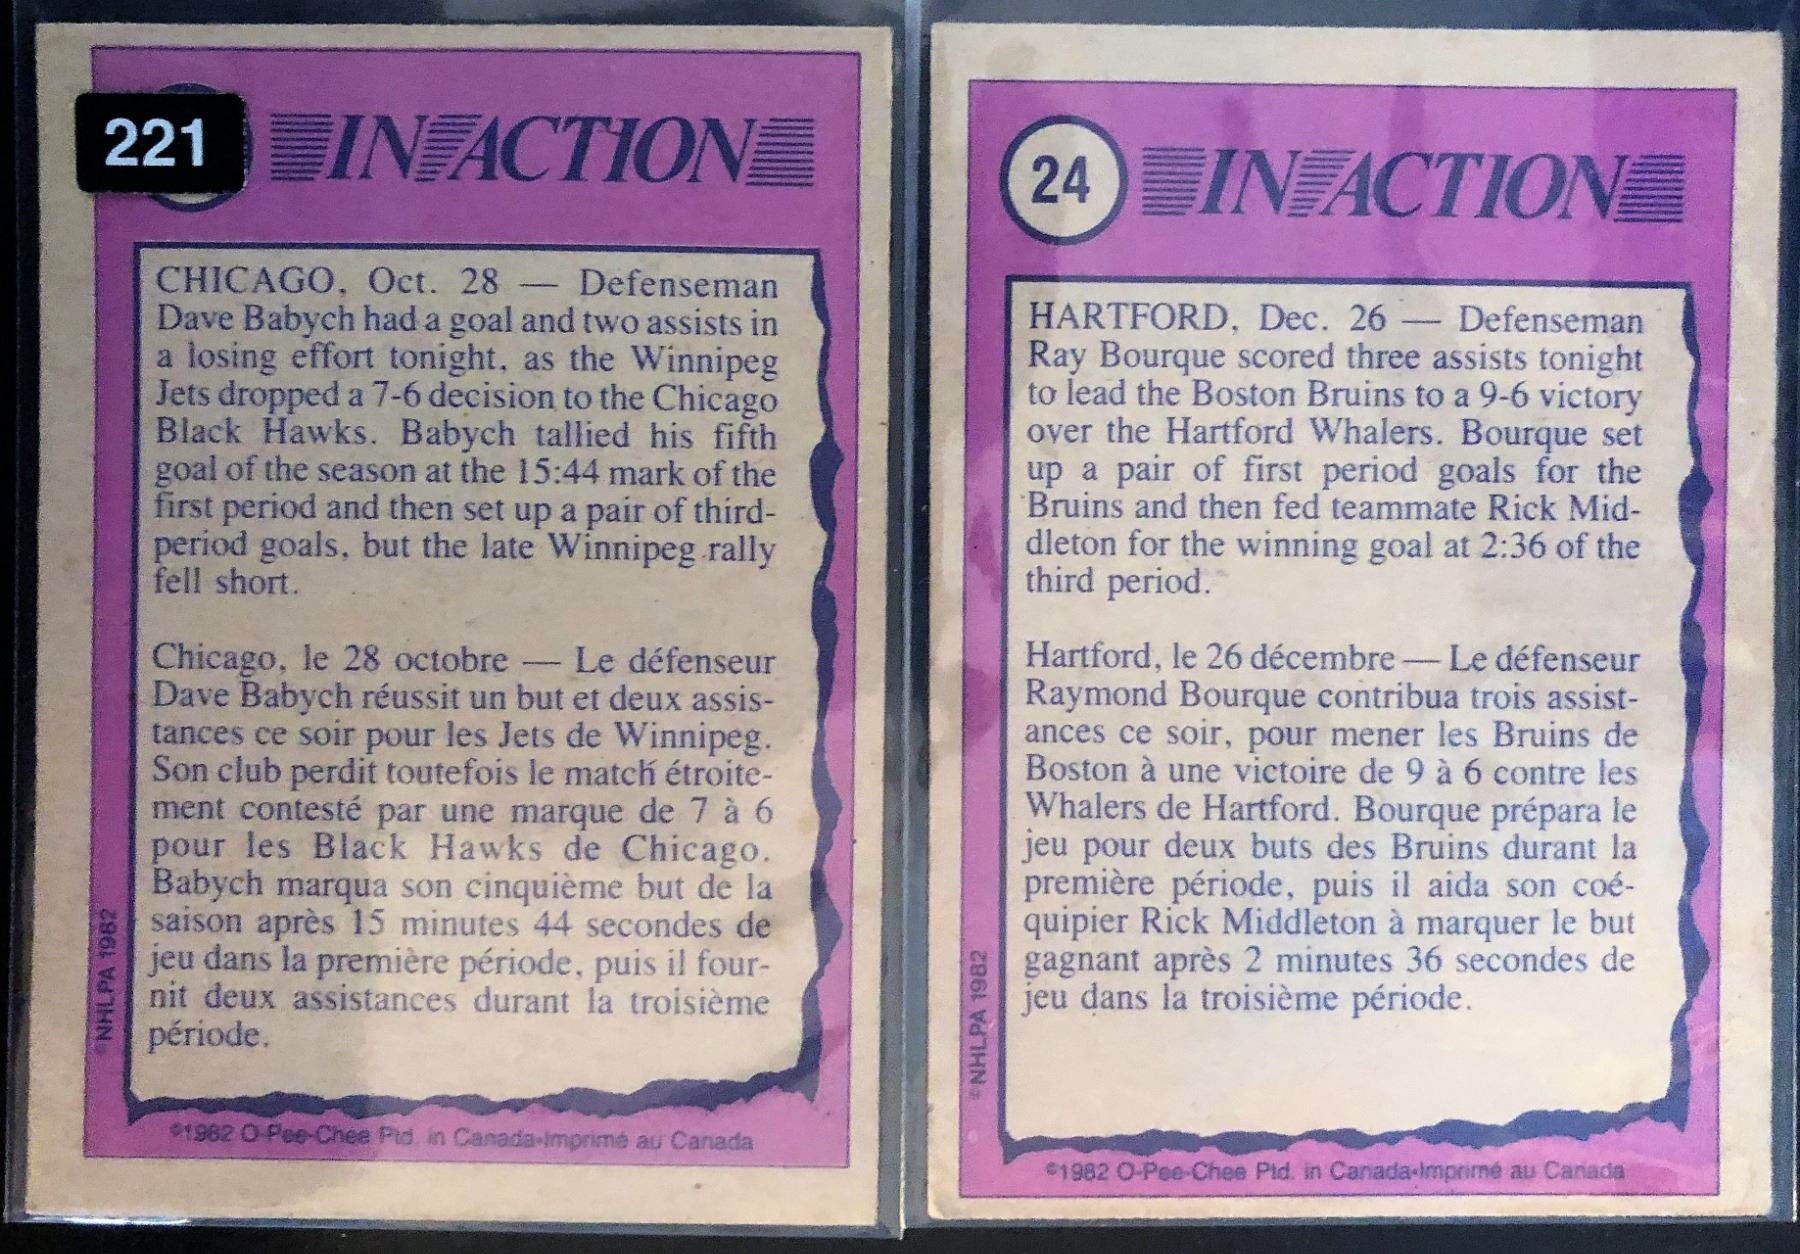 221
IN ACTION
CHICAGO, Oct. 28 — Defenseman
Dave Babych had a goal and two assists in
a losing effort tonight, as the Winnipeg
Jets dropped a 7-6 decision to the Chicago
Black Hawks. Babych tallied his fifth
goal of the season at the 15:44 mark of the
first period and then set up a pair of third-
period goals, but the late Winnipeg rally
fell short.
Chicago, le 28 octobre — Le défenseur
Dave Babych réussit un but et deux assis-
tances ce soir pour les Jets de Winnipeg.
Son club perdit toutefois le match étroite-
ment contesté par une marque de 7 à 6
pour les Black Hawks de Chicago.
Babych marqua son cinquième but de la
saison après 15 minutes 44 secondes de
jeu dans la première période, puis il four-
nit deux assistances durant la troisième
période.
©NHLPA 1982
©1982 O-Pee-Chee Ptd. in Canada•Imprimé au Canada
24
IN ACTION
HARTFORD, Dec. 26 — Defenseman
Ray Bourque scored three assists tonight
to lead the Boston Bruins to a 9-6 victory
over the Hartford Whalers. Bourque set
up a pair of first period goals for the
Bruins and then fed teammate Rick Mid-
dleton for the winning goal at 2:36 of the
third period.
Hartford, le 26 décembre — Le défenseur
Raymond Bourque contribua trois assist-
ances ce soir, pour mener les Bruins de
Boston à une victoire de 9 à 6 contre les
Whalers de Hartford. Bourque prépara le
jeu pour deux buts des Bruins durant la
première période, puis il aida son coé-
quipier Rick Middleton à marquer le but
gagnant après 2 minutes 36 secondes de
jeu dans la troisième période.
©NHLPA 1982
©1982 O-Pee-Chee Ptd. in Canada•Imprimé au Canada